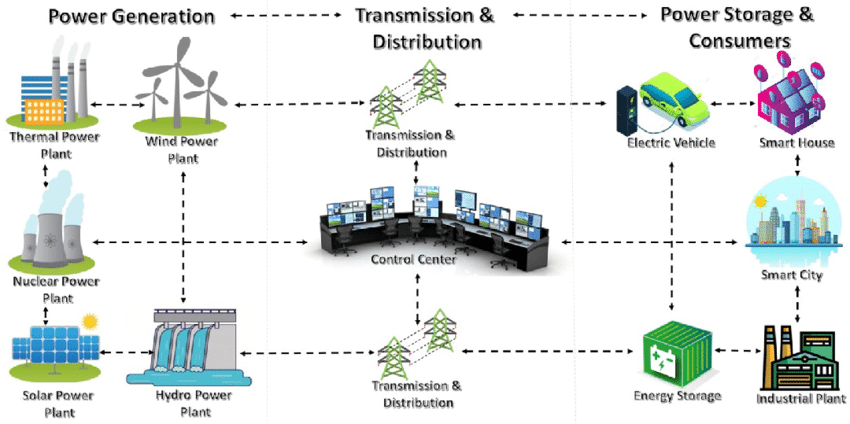 Power Generation
Transmission &
Distribution
Power Storage &
Consumers
Thermal Power
Plant
Wind Power
Plant
Transmission &
Distribution
Electric Vehicle
Smart House
Nuclear Power
Plant
Control Center
Smart City
Solar Power
Plant
Hydro Power
Plant
Transmission &
Distribution
Energy Storage
Industrial Plant